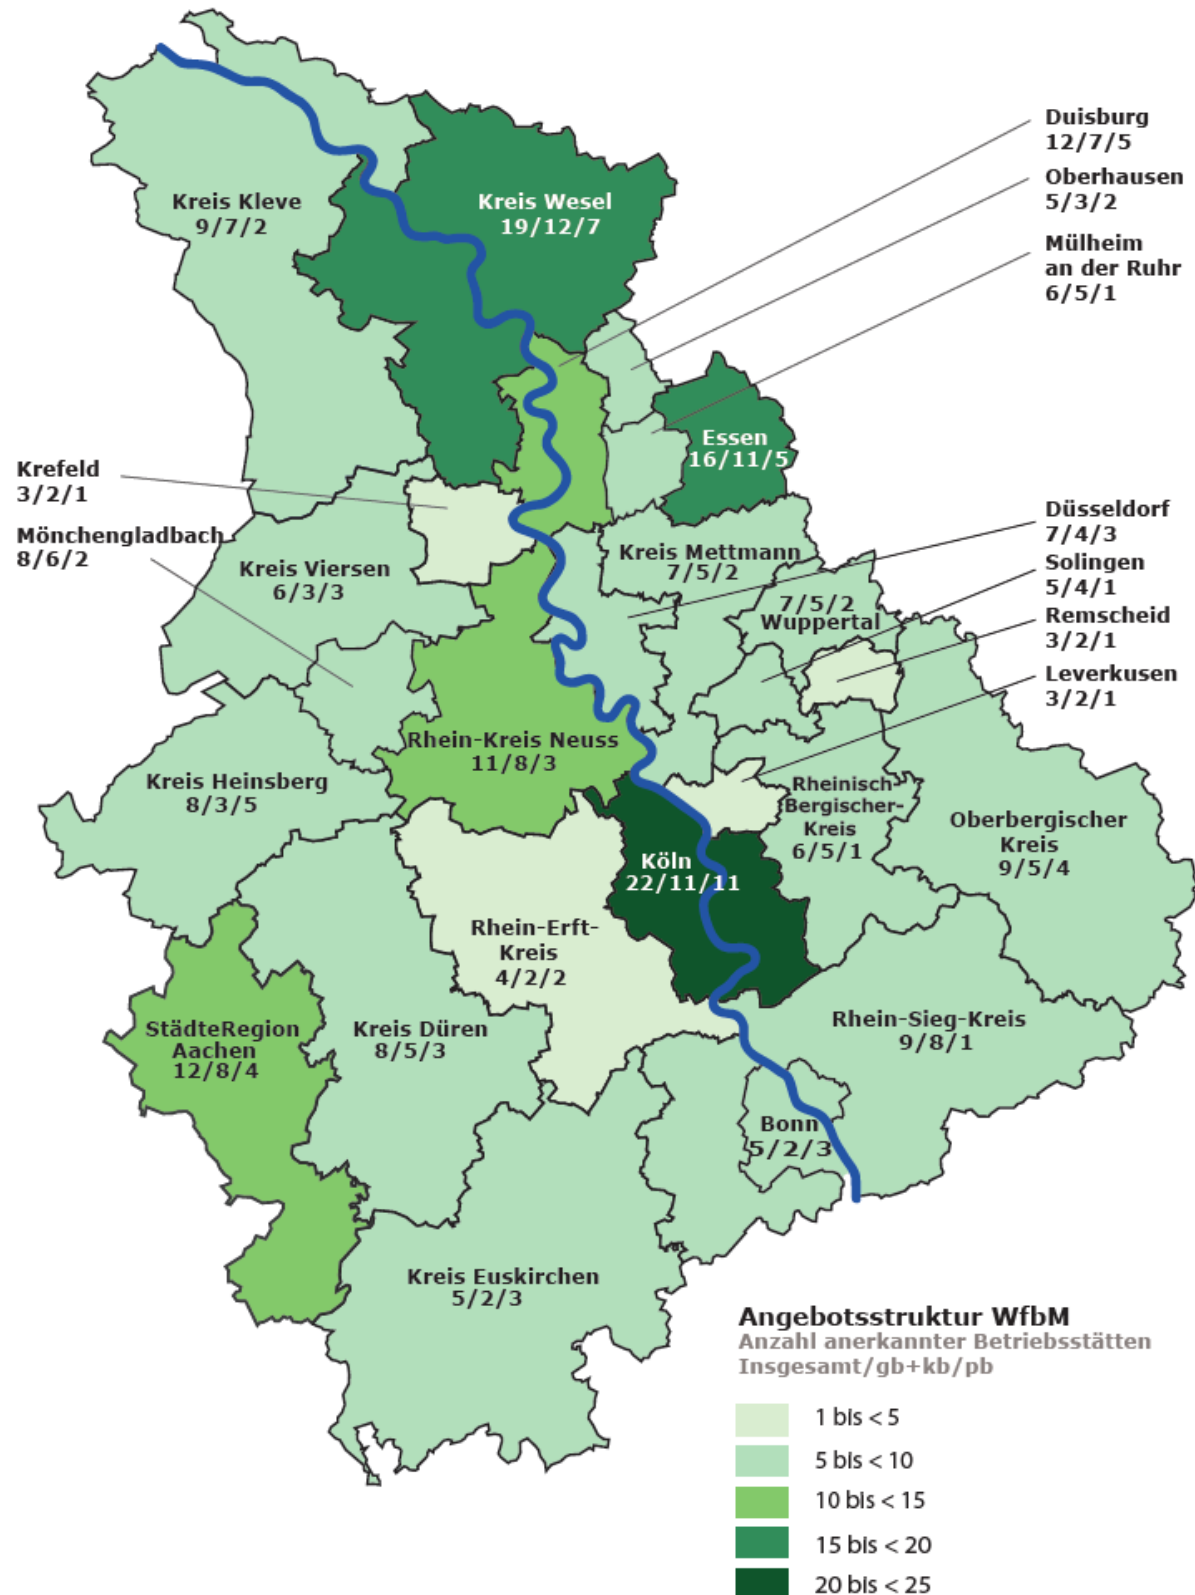 Duisburg
12/7/5
Oberhausen
5/3/2
Mülheim
an der Ruhr
6/5/1
Kreis Kleve
9/7/2
Kreis Wesel
19/12/7
Essen
16/11/5
Krefeld
3/2/1
Mönchengladbach
8/6/2
Düsseldorf
7/4/3
Solingen
5/4/1
Remscheid
3/2/1
Leverkusen
3/2/1
Kreis Mettmann
7/5/2
Kreis Viersen
6/3/3
7/5/2
Wuppertal
Rhein-Kreis Neuss
11/8/3
Kreis Heinsberg
8/3/5
Rheinisch-
Bergischer-
Kreis
6/5/1
Oberbergischer
Kreis
9/5/4
Köln
22/11/11
Rhein-Erft-
Kreis
4/2/2
StädteRegion
Aachen
12/8/4
Kreis Düren
8/5/3
Rhein-Sieg-Kreis
9/8/1
Bonn
5/2/3
Kreis Euskirchen
5/2/3
Angebotsstruktur WfbM
Anzahl anerkannter Betriebsstätten
Insgesamt/gb+kb/pb
1 bis < 5
5 bis < 10
10 bis < 15
15 bis < 20
20 bis < 25